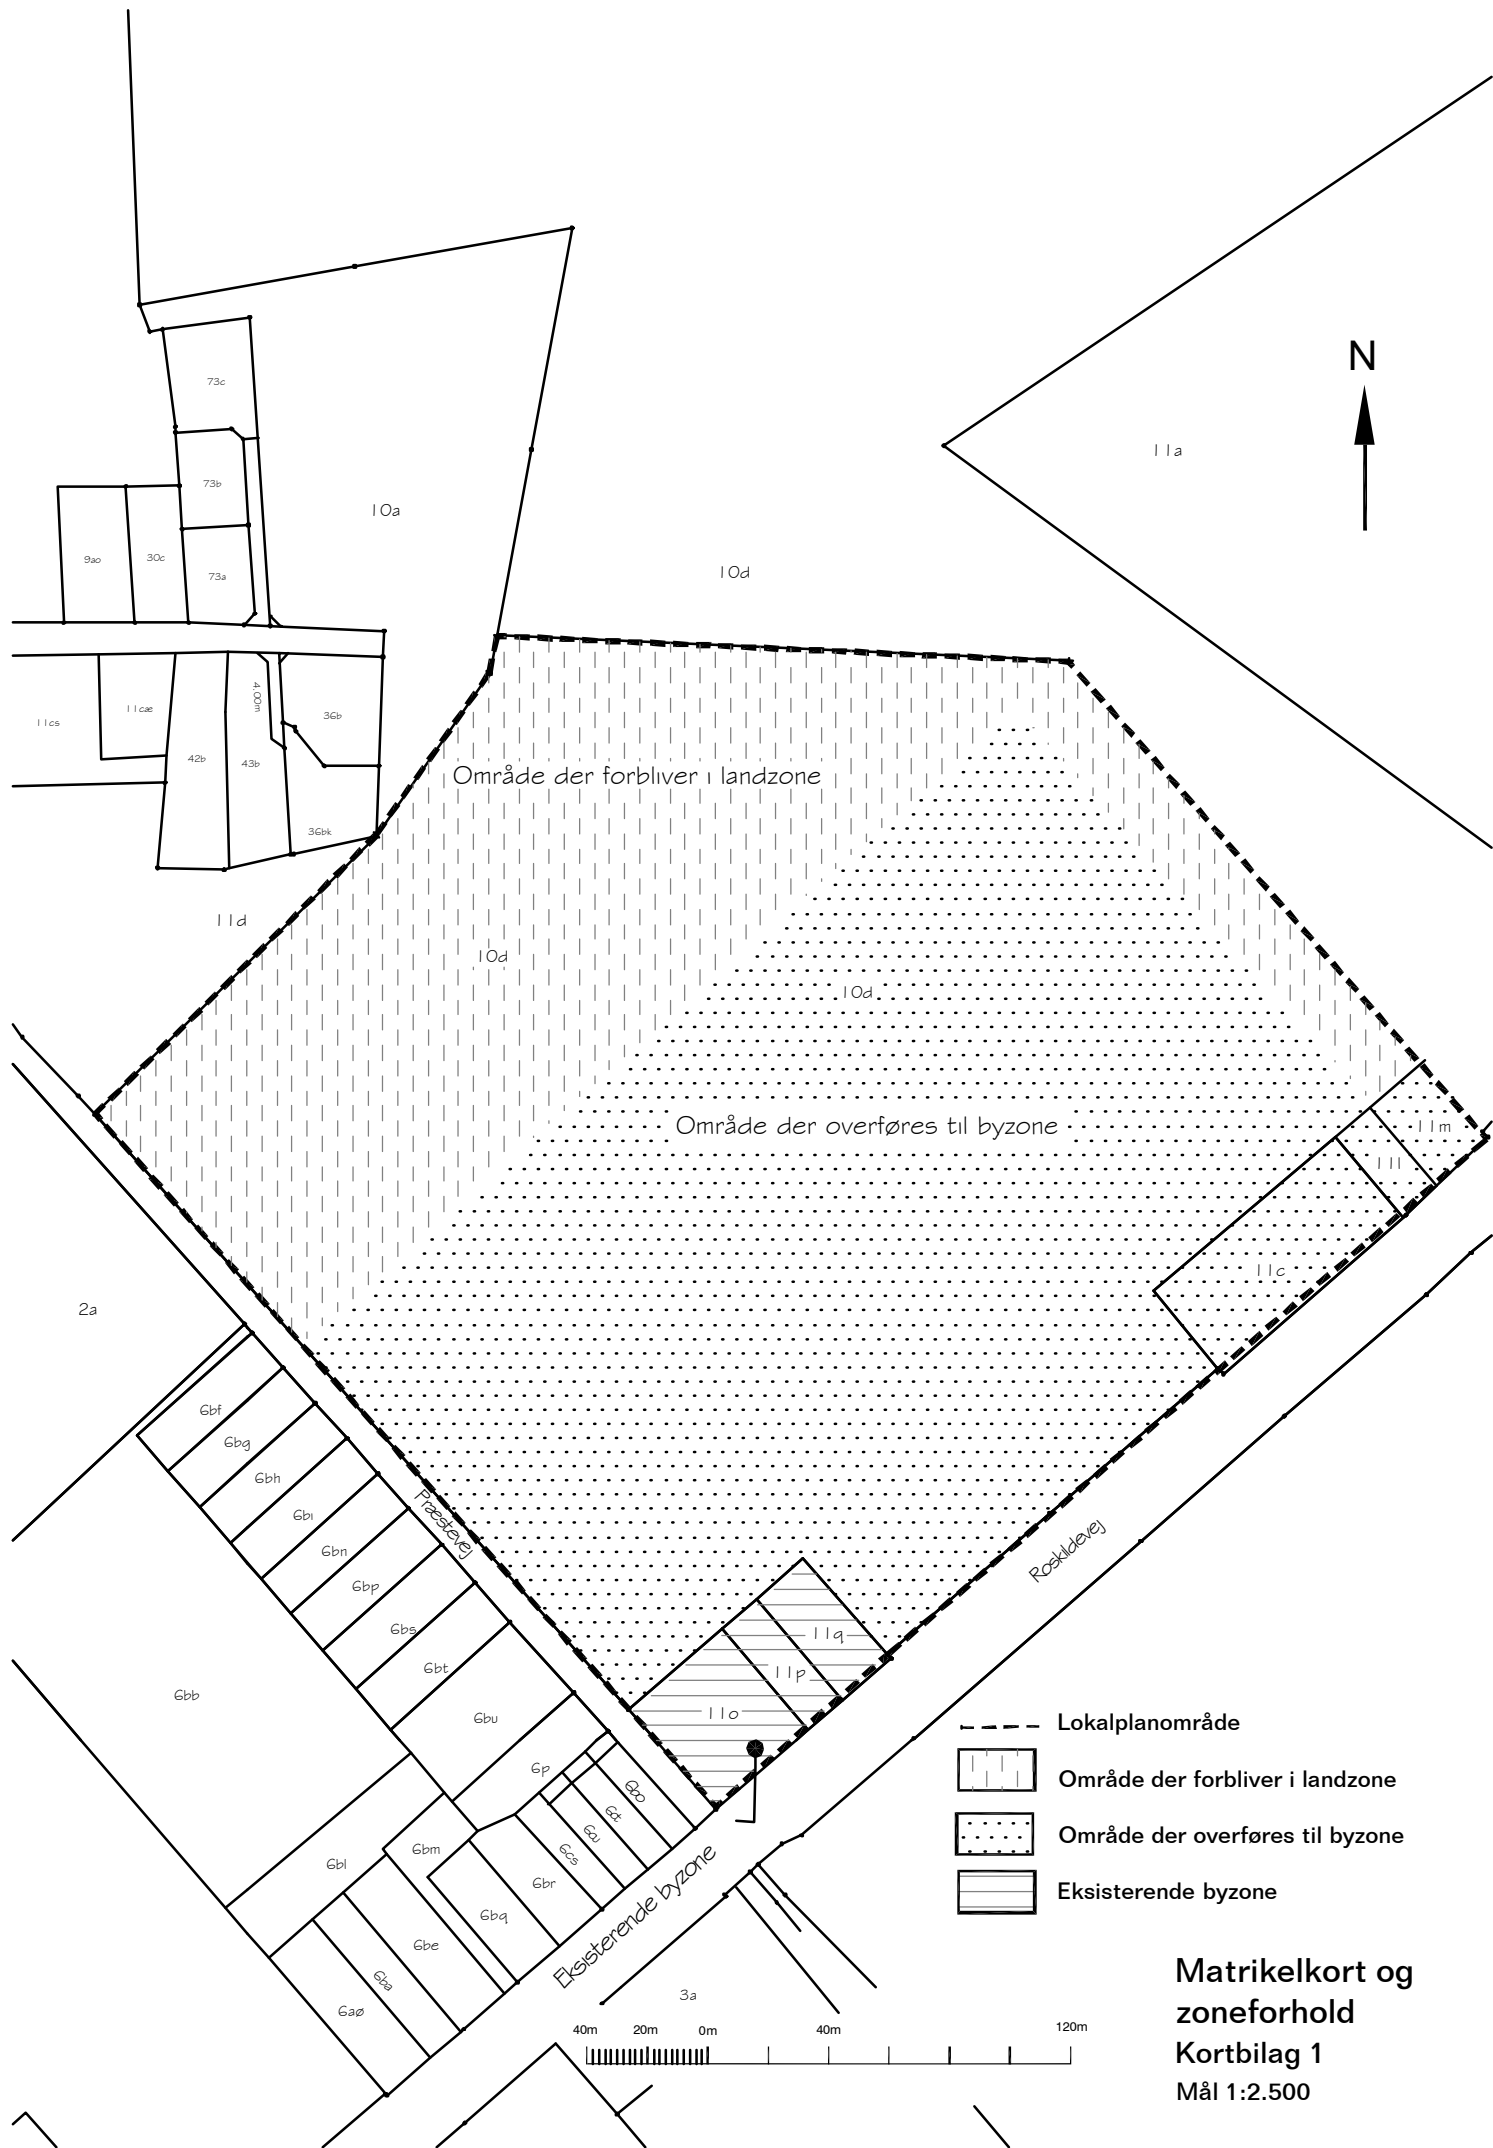 N
73c
11a
73b
10a
9ao
30c
10d
73a
4.00m
11cs
11cæ
36b
42b
43b
Område der forbliver i landzone
36bk
11d
10d
10d
Område der overføres til byzone
11m
11l
11c
2a
6bf
6bg
6bh
6bi
Præstevej
6bn
Roskildevej
6bp
6bs
11q
6bt
11p
6bb
11o
6bu
Lokalplanområde
6p
Område der forbliver i landzone
6bo
6ct
6cu
Område der overføres til byzone
6bm
6cs
6bl
6br
Eksisterende byzone
6bq
Eksisterende byzone
6be
6ba
6aø
3a
Matrikelkort og
zoneforhold
Kortbilag 1
Mål 1:2.500
40m 20m 0m 40m 120m